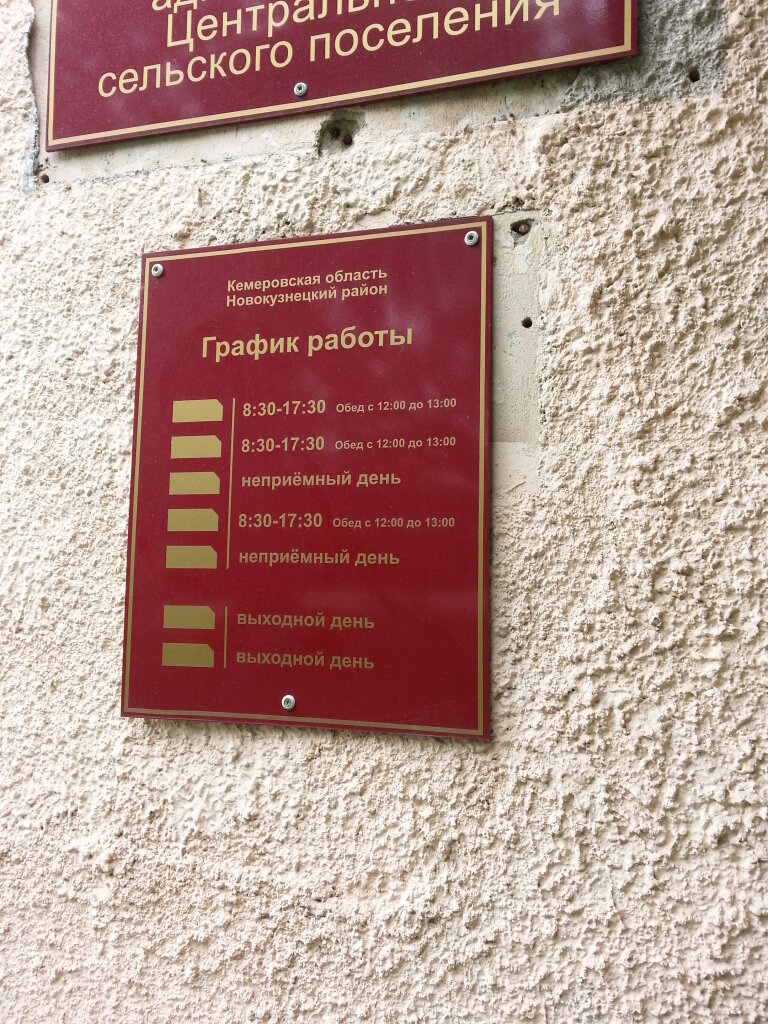 Центрально
сельского поселения
Кемеровская область
Новокузнецкий район
График работы
8:30-17:30 Обед с 12:00 до 13:00
8:30-17:30 Обед с 12:00 до 13:00
неприёмный день
8:30-17:30 Обед с 12:00 до 13:00
неприёмный день
выходной день
выходной день